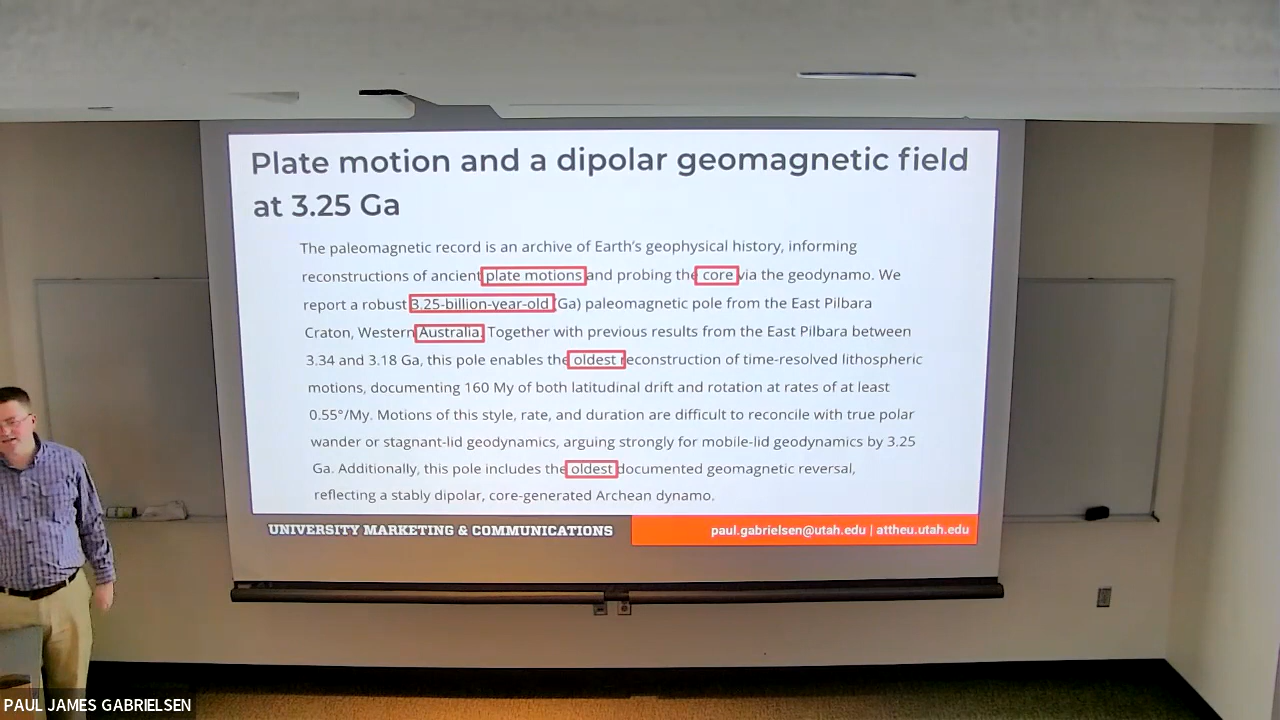 Plate motion and a dipolar geomagnetic field
at 3.25 Ga
The paleomagnetic record is an archive of Earth's geophysical history, informing
reconstructions of ancient plate motions and probing the core via the geodynamo. We
report a robust 3.25-billion-year-old (Ga) paleomagnetic pole from the East Pilbara
Craton, Western Australia. Together with previous results from the East Pilbara between
3.34 and 3.18 Ga, this pole enables the oldest reconstruction of time-resolved lithospheric
motions, documenting 160 My of both latitudinal drift and rotation at rates of at least
0.55°/My. Motions of this style, rate, and duration are difficult to reconcile with true polar
wander or stagnant-lid geodynamics, arguing strongly for mobile-lid geodynamics by 3.25
Ga. Additionally, this pole includes the oldest documented geomagnetic reversal,
reflecting a stably dipolar, core-generated Archean dynamo.
UNIVERSITY MARKETING & COMMUNICATIONS
paul.gabrielsen@utah.edu | attheu.utah.edu
PAUL JAMES GABRIELSEN